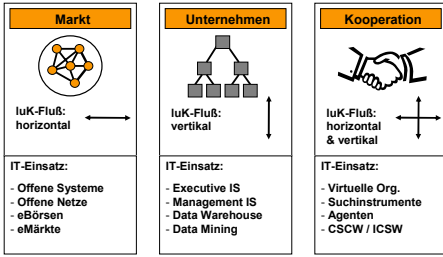 Markt
IuK-Fluß:
horizontal
IT-Einsatz:
- Offene Systeme
- Offene Netze
- eBörsen
- eMärkte
Unternehmen
IuK-Fluß:
vertikal
IT-Einsatz:
- Executive IS
- Management IS
- Data Warehouse
- Data Mining
Kooperation
IuK-Fluß:
horizontal
& vertikal
IT-Einsatz:
- Virtuelle Org.
- Suchinstrumente
- Agenten
- CSCW / ICSW